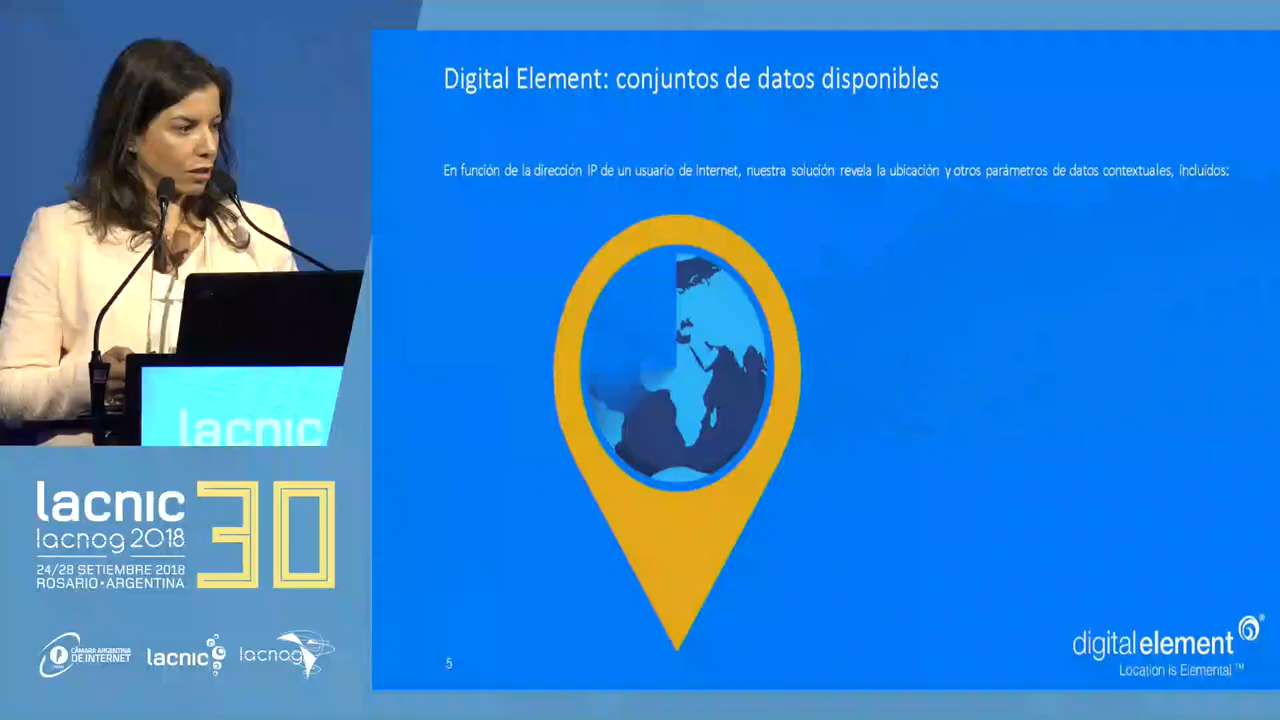 Digital Element: conjuntos de datos disponibles
En función de la dirección IP de un usuario de Internet, nuestra solución revela la ubicación y otros parámetros de datos contextuales, incluidos:
lacnic
lacnic 30
lacnog 2018
24/28 SETIEMBRE 2018
ROSARIO•ARGENTINA
CÁMARA ARGENTINA
DE INTERNET
lacnic
lacnog
5
digitalelement®
Location is Elemental™